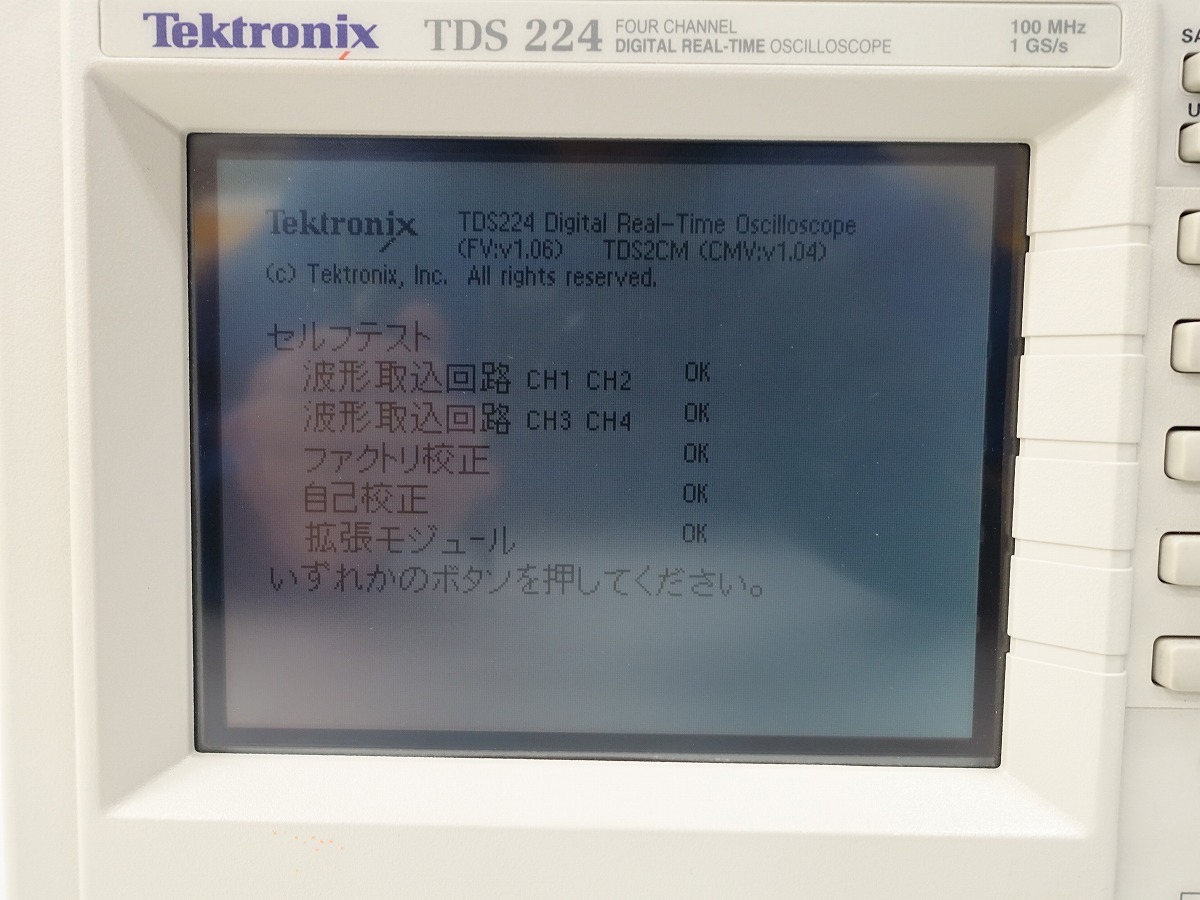 Tektronix TDS 224 FOUR CHANNEL 100 MHz
DIGITAL REAL-TIME OSCILLOSCOPE 1 GS/s
Tektronix TDS224 Digital Real-Time Oscilloscope
(FV:v1.06) TDS2CM (CMV:v1.04)
(c) Tektronix, Inc. All rights reserved.
セルフテスト
波形取込回路 CH1 CH2 OK
波形取込回路 CH3 CH4 OK
ファクトリ校正 OK
自己校正 OK
拡張モジュール OK
いずれかのボタンを押してください。